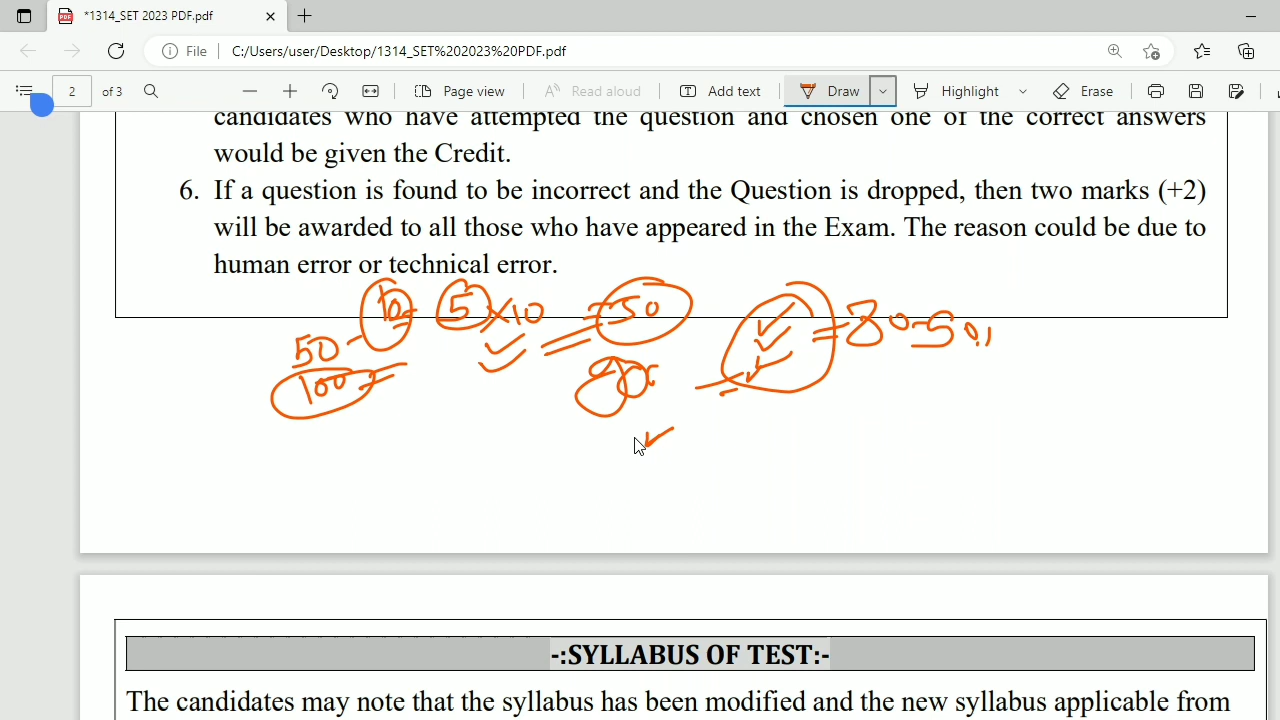 *1314_SET 2023 PDF.pdf
File C:/Users/user/Desktop/1314_SET%202023%20PDF.pdf
2 of 3 Page view Read aloud Add text Draw Highlight Erase
candidates who have attempted the question and chosen one of the correct answers
would be given the Credit.
6. If a question is found to be incorrect and the Question is dropped, then two marks (+2)
will be awarded to all those who have appeared in the Exam. The reason could be due to
human error or technical error.
5 × 10 = 50
50
100
-:SYLLABUS OF TEST:-
The candidates may note that the syllabus has been modified and the new syllabus applicable from